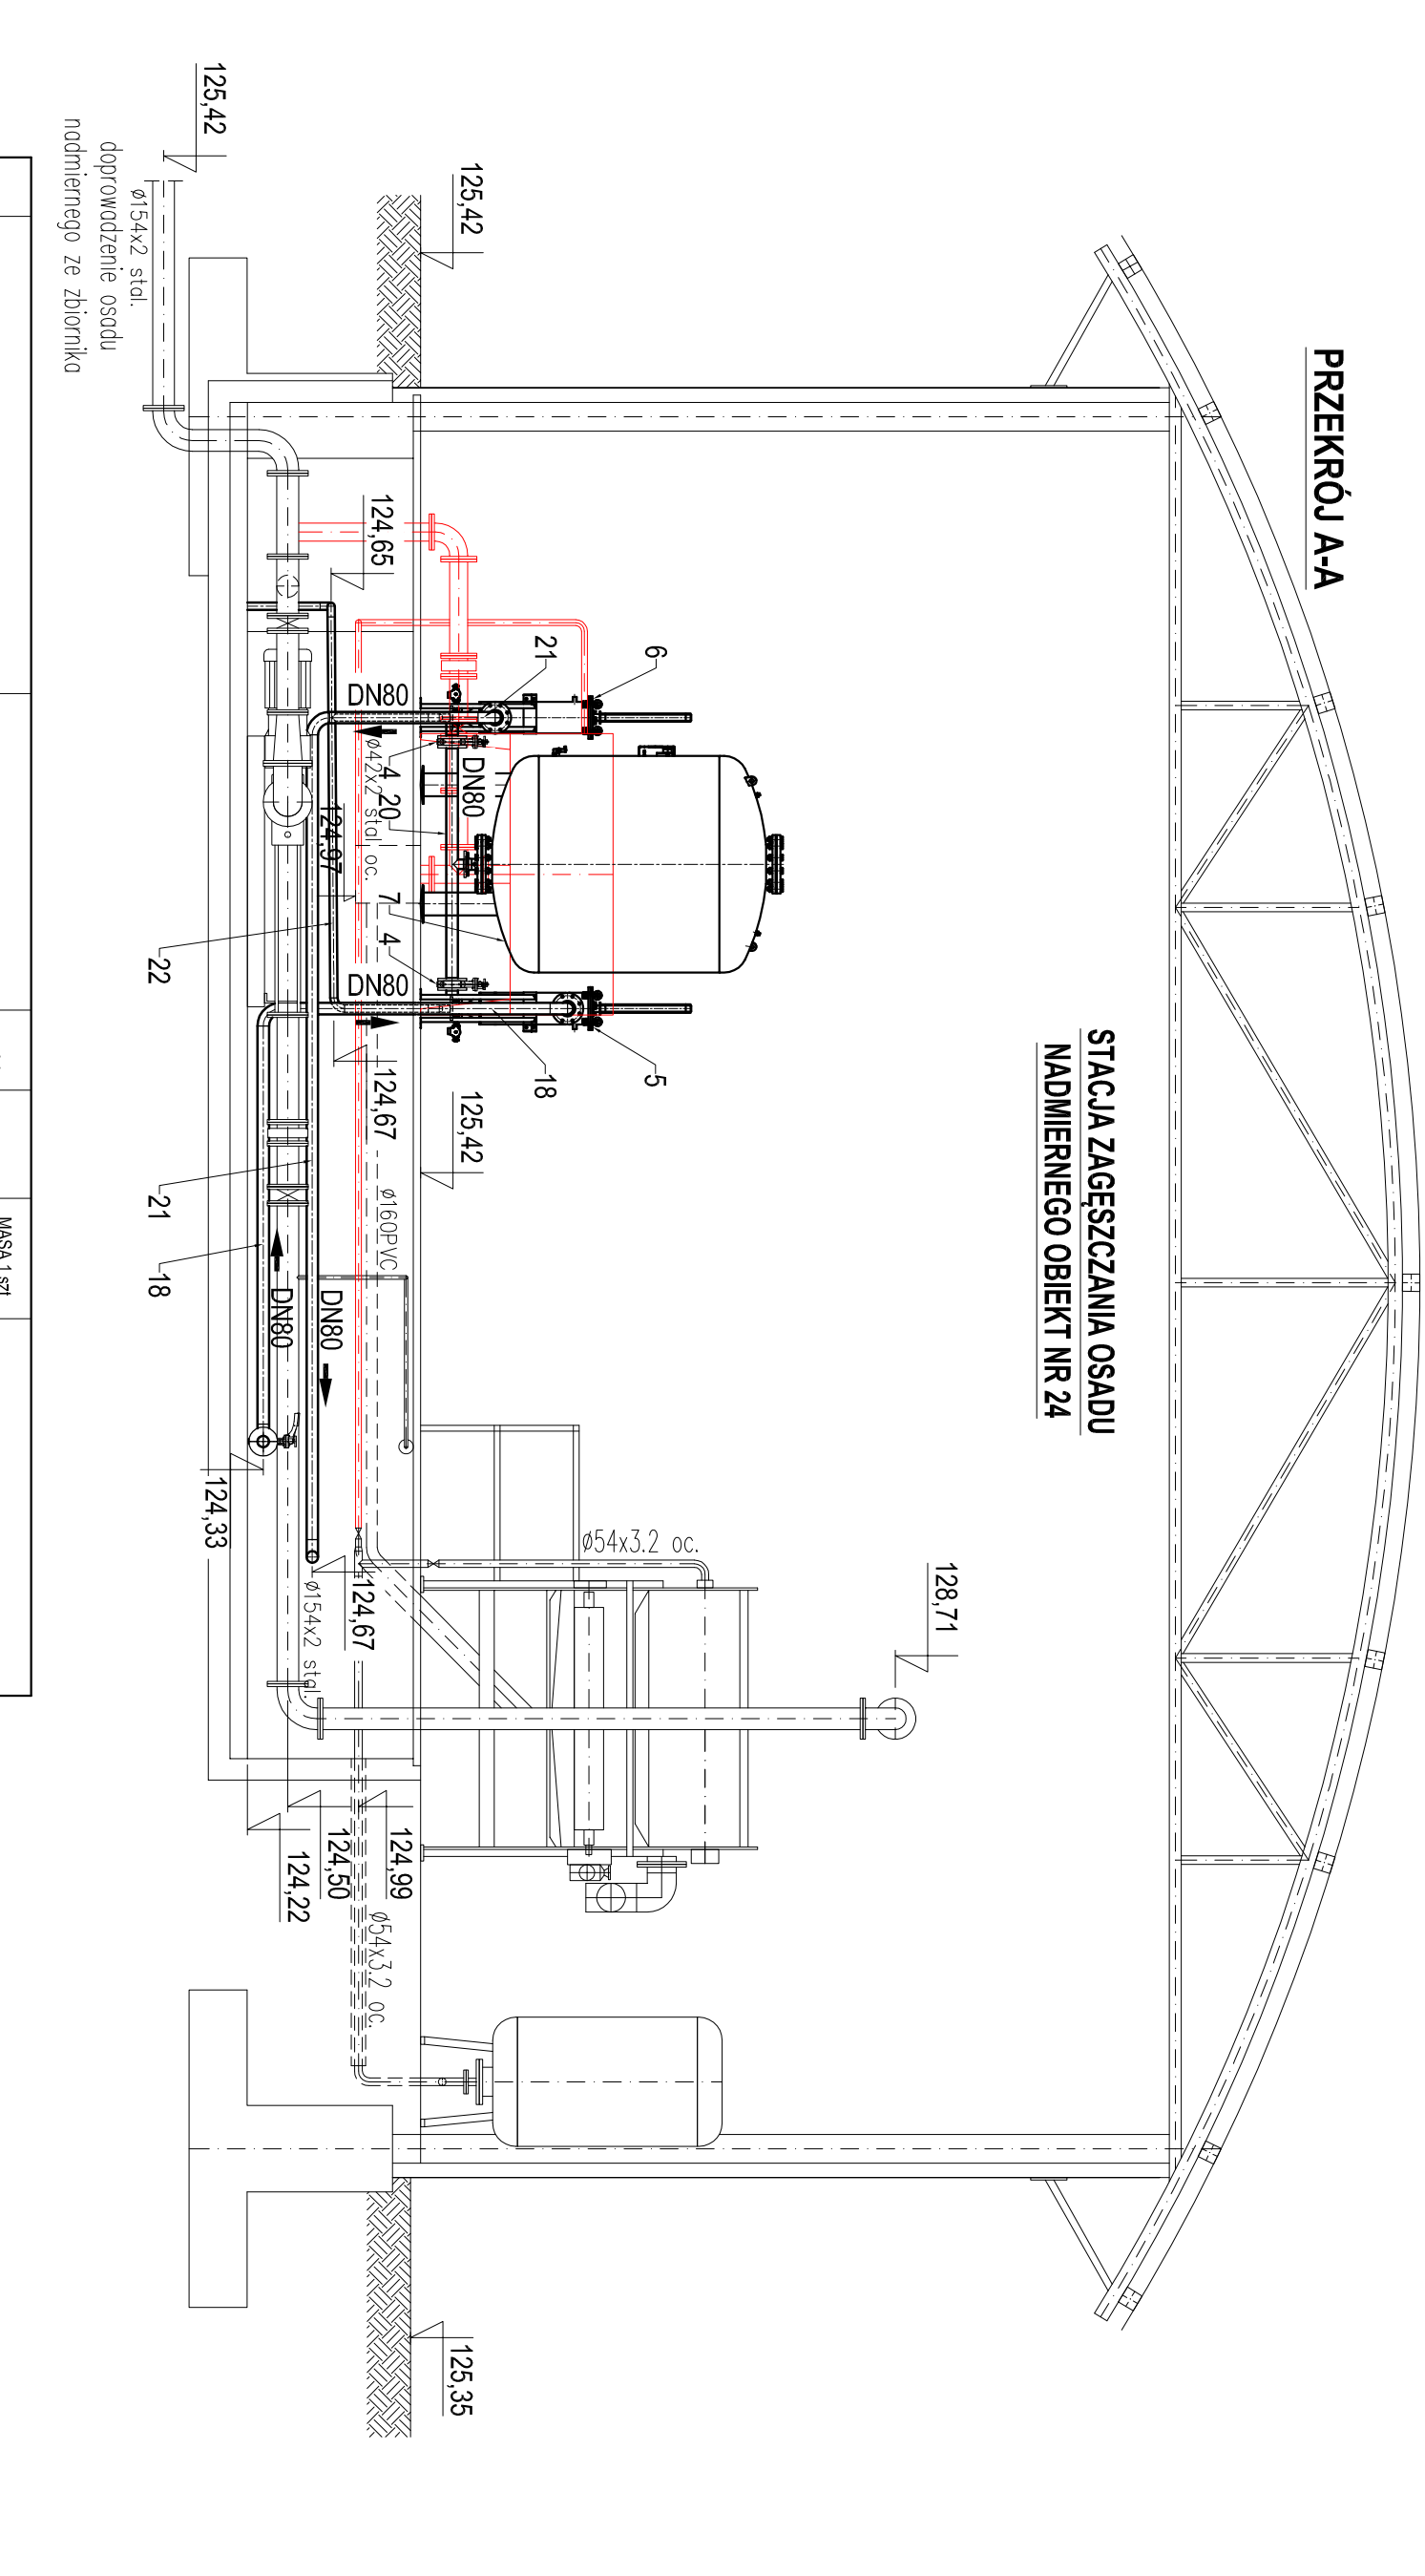 PRZEKRÓJ A-A
STACJA ZAGĘSZCZANIA OSADU
NADMIERNEGO OBIEKT NR 24
128,71
6
5
21
18
ø54x3.2 oc.
125,42
125,42
125,35
DN80
124,65
DN80
4
20
7
4
DN80
ø42x2 stal oc.
124,97
124,67
ø160PVC
124,99
124,67
ø54x3.2 oc.
DN80
124,50
ø154x2 stal.
DN80
124,22
125,42
124,33
22
21
18
ø154x2 stal.
doprowadzenie osadu
nadmiernego ze zbiornika
MASA 1 szt